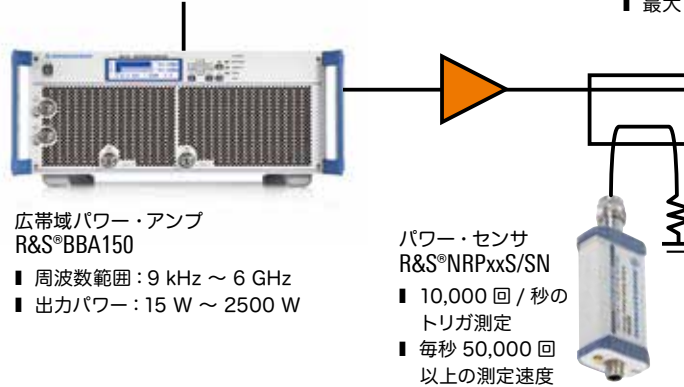 最大
広帯域パワー・アンプ
R&S®BBA150
▌ 周波数範囲：9 kHz ～ 6 GHz
▌ 出力パワー：15 W ～ 2500 W
パワー・センサ
R&S®NRPxxS/SN
▌ 10,000 回 / 秒の
トリガ測定
▌ 毎秒 50,000 回
以上の測定速度